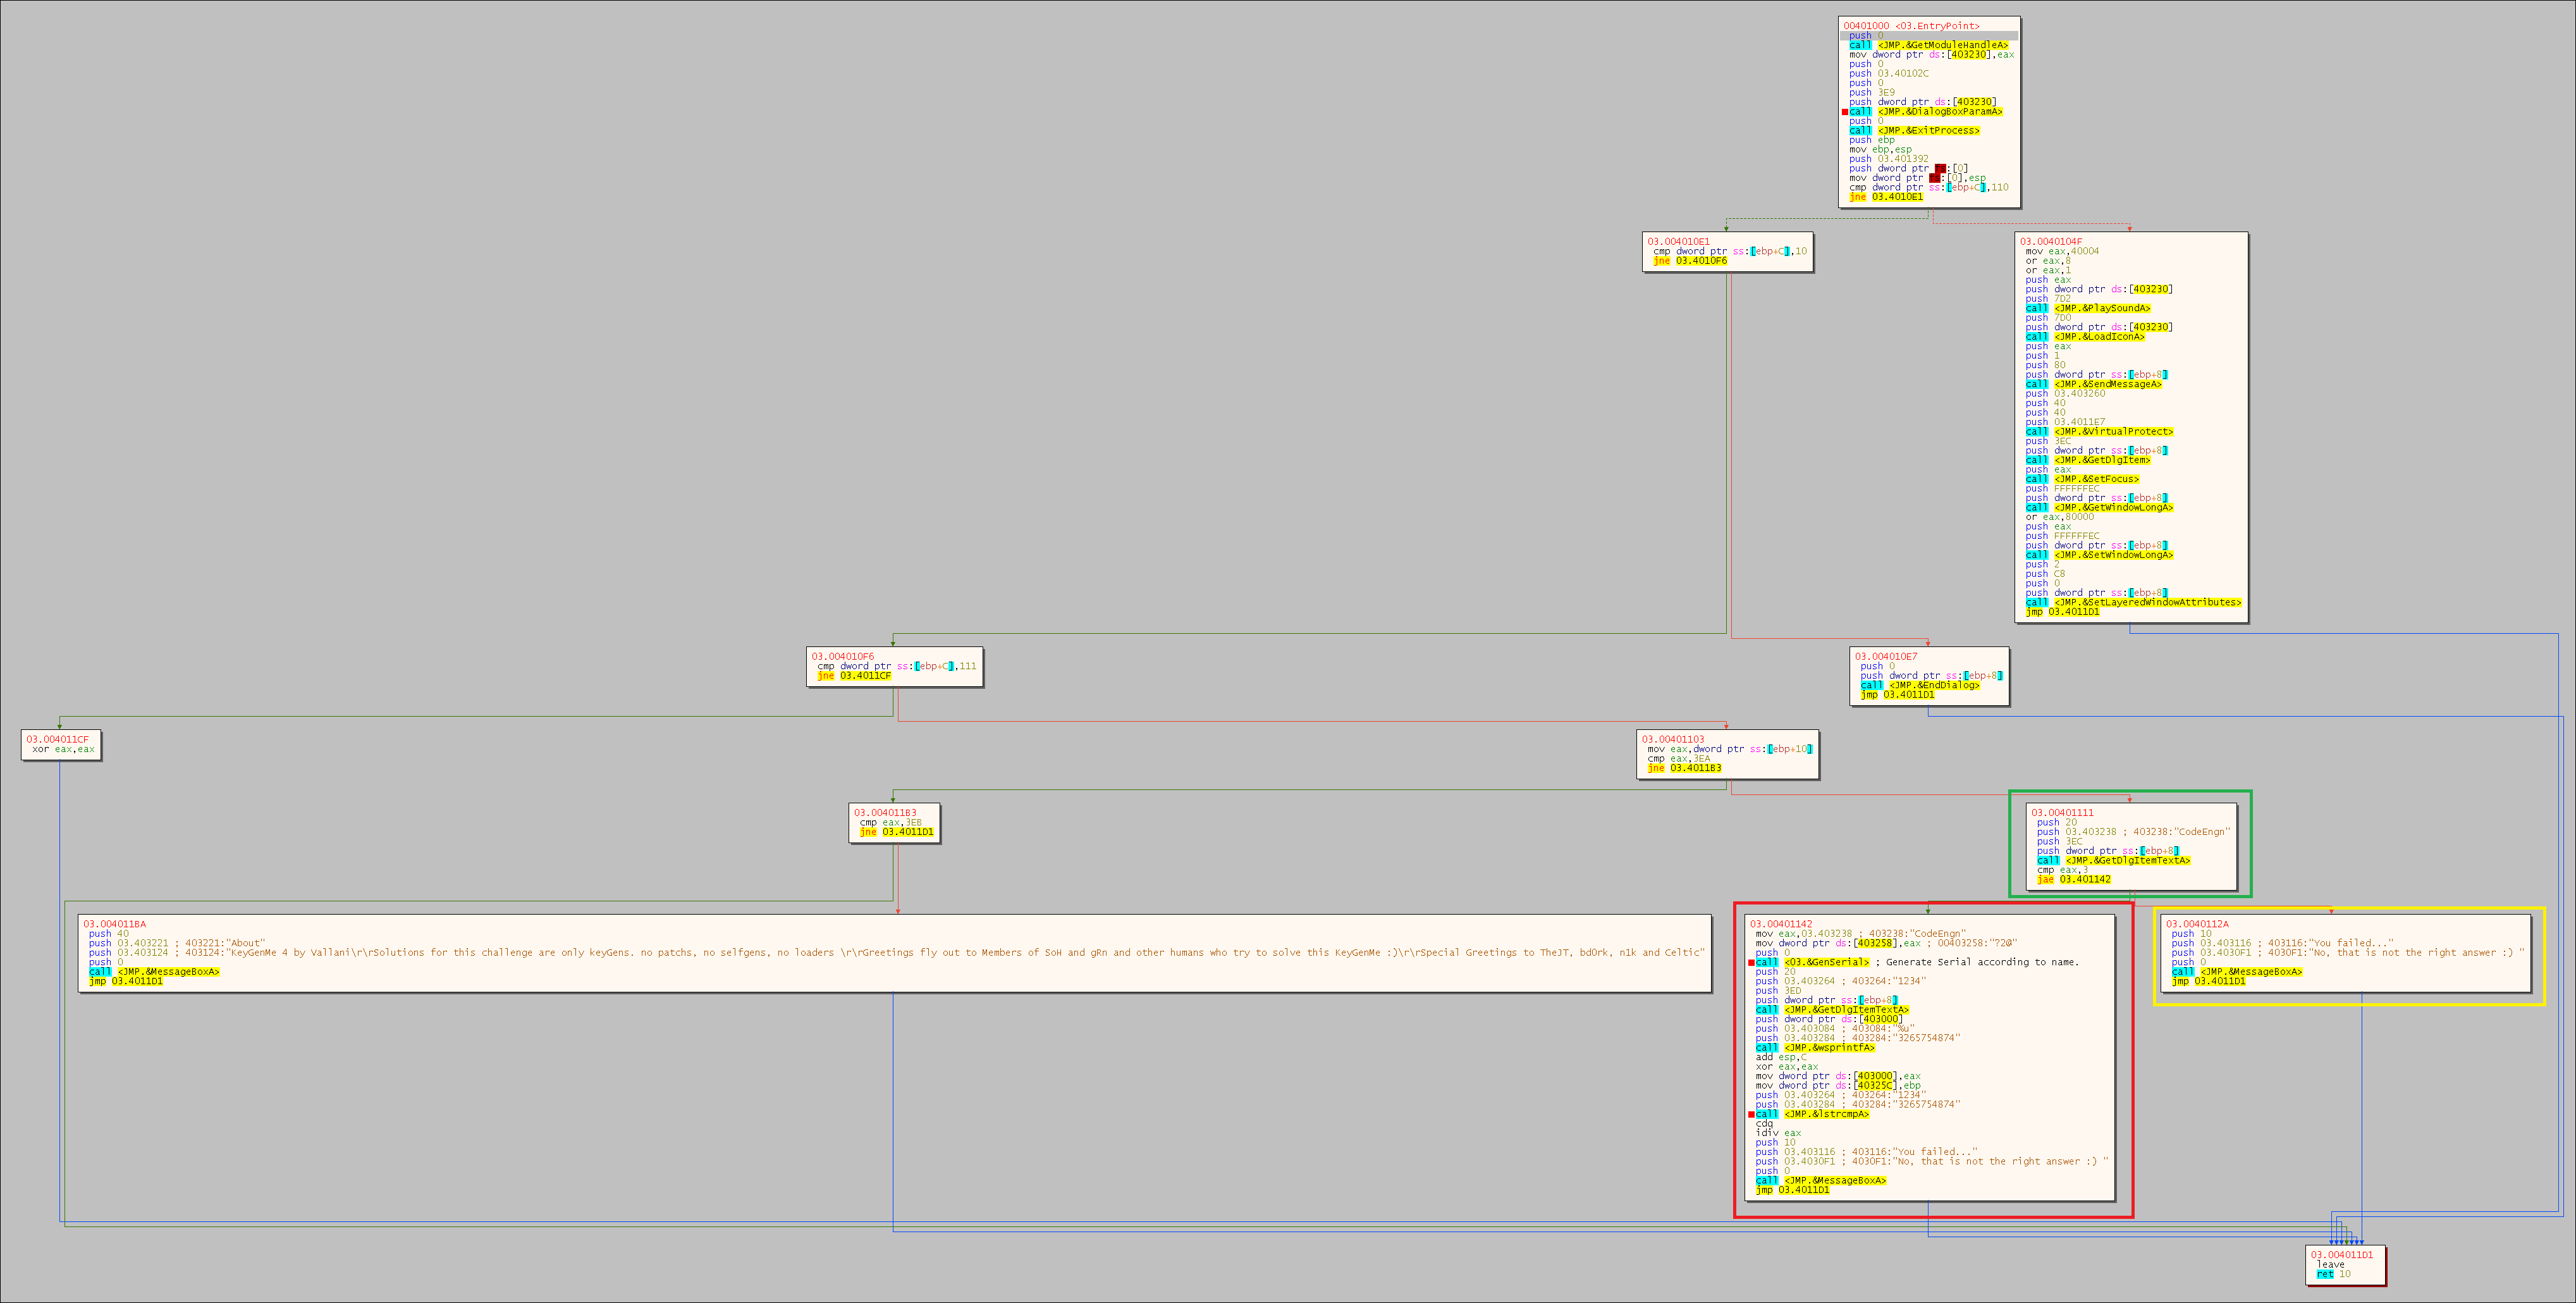 00401000 <03.EntryPoint>
push 0
call <JMP.&GetModuleHandleA>
mov dword ptr ds:[403230],eax
push 0
push 03.40102C
push 0
push 3E9
push dword ptr ds:[403230]
call <JMP.&DialogBoxParamA>
push 0
call <JMP.&ExitProcess>
push ebp
mov ebp,esp
push 03.401392
push dword ptr fs:[0]
mov dword ptr fs:[0],esp
cmp dword ptr ss:[ebp+C],110
jne 03.4010E1
03.004010E1
cmp dword ptr ss:[ebp+C],10
jne 03.4010F6
03.0040104F
mov eax,40004
or eax,8
or eax,1
push eax
push dword ptr ds:[403230]
push 7D2
call <JMP.&PlaySoundA>
push 7D0
push dword ptr ds:[403230]
call <JMP.&LoadIconA>
push eax
push 1
push 80
push dword ptr ss:[ebp+8]
call <JMP.&SendMessageA>
push 03.403260
push 40
push 40
push 03.4011E7
call <JMP.&VirtualProtect>
push 3EC
push dword ptr ss:[ebp+8]
call <JMP.&GetDlgItem>
push eax
call <JMP.&SetFocus>
push FFFFFFEC
push dword ptr ss:[ebp+8]
call <JMP.&GetWindowLongA>
or eax,80000
push eax
push FFFFFFEC
push dword ptr ss:[ebp+8]
call <JMP.&SetWindowLongA>
push 2
push C8
push 0
push dword ptr ss:[ebp+8]
call <JMP.&SetLayeredWindowAttributes>
jmp 03.4011D1
03.004010F6
cmp dword ptr ss:[ebp+C],111
jne 03.4011CF
03.004010E7
push 0
push dword ptr ss:[ebp+8]
call <JMP.&EndDialog>
jmp 03.4011D1
03.004011CF
xor eax,eax
03.00401103
mov eax,dword ptr ss:[ebp+10]
cmp eax,3EA
jne 03.4011B3
03.004011B3
cmp eax,3EB
jne 03.4011D1
03.00401111
push 20
push 03.403238 ; 403238:"CodeEngn"
push 3EC
push dword ptr ss:[ebp+8]
call <JMP.&GetDlgItemTextA>
cmp eax,3
jae 03.401142
03.004011BA
push 40
push 03.403221 ; 403221:"About"
push 03.403124 ; 403124:"KeyGenMe 4 by Vallani\r\rSolutions for this challenge are only keyGens. no patchs, no selfgens, no loaders \r\rGreetings fly out to Members of SoH and gRn and other humans who try to solve this KeyGenMe :)\r\rSpecial Greetings to TheJT, bdOrk, n1k and Celtic"
push 0
call <JMP.&MessageBoxA>
jmp 03.4011D1
03.00401142
mov eax,03.403238 ; 403238:"CodeEngn"
mov dword ptr ds:[403258],eax ; 00403258:"?2@"
push 0
call <03.&GenSerial> ; Generate Serial according to name.
push 20
push 03.403264 ; 403264:"1234"
push 3ED
push dword ptr ss:[ebp+8]
call <JMP.&GetDlgItemTextA>
push dword ptr ds:[403000]
push 03.403084 ; 403084:"%u"
push 03.403284 ; 403284:"3265754874"
call <JMP.&wsprintfA>
add esp,C
xor eax,eax
mov dword ptr ds:[403000],eax
mov dword ptr ds:[40325C],ebp
push 03.403264 ; 403264:"1234"
push 03.403284 ; 403284:"3265754874"
call <JMP.&lstrcmpA>
cdq
idiv eax
push 10
push 03.403116 ; 403116:"You failed..."
push 03.4030F1 ; 4030F1:"No, that is not the right answer :) "
push 0
call <JMP.&MessageBoxA>
jmp 03.4011D1
03.0040112A
push 10
push 03.403116 ; 403116:"You failed..."
push 03.4030F1 ; 4030F1:"No, that is not the right answer :) "
push 0
call <JMP.&MessageBoxA>
jmp 03.4011D1
03.004011D1
leave
ret 10